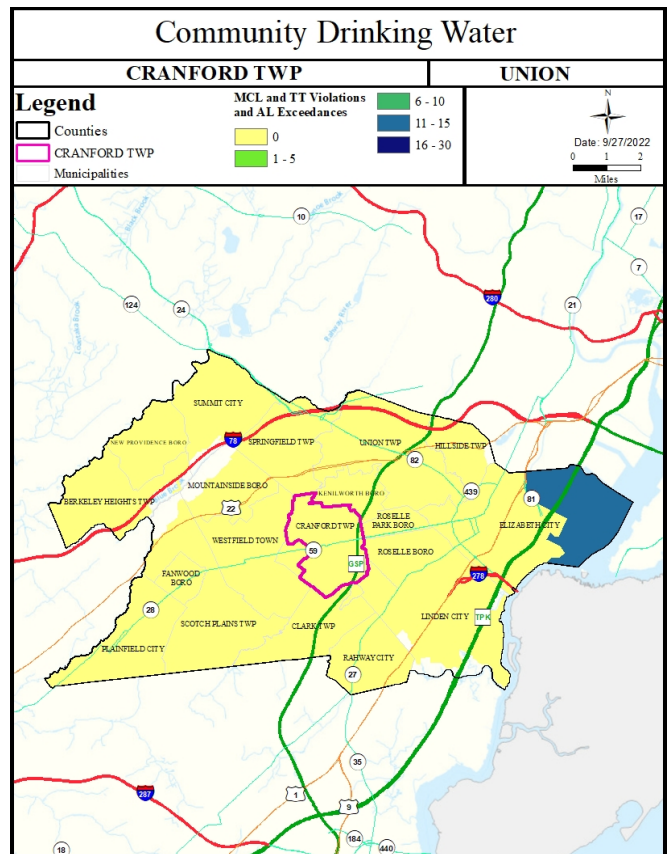 Community Drinking Water
CRANFORD TWP
UNION
Legend
Counties
CRANFORD TWP
Municipalities
MCL and TT Violations
and AL Exceedances
0
1 - 5
6 - 10
11 - 15
16 - 30
N
Date: 9/27/2022
0 1 2
Miles
Black Brook
10
17
7
280
124
24
21
Rahway River
SUMMIT CITY
NEW PROVIDENCE BORO
78
SPRINGFIELD TWP
UNION TWP
HILLSIDE TWP
82
MOUNTAINSIDE BORO
BERKELEY HEIGHTS TWP
439
81
22
KENILWORTH BORO
ROSELLE
PARK BORO
CRANFORD TWP
ELIZABETH CITY
WESTFIELD TOWN
59
ROSELLE BORO
GSP
FANWOOD
BORO
278
28
SCOTCH PLAINS TWP
CLARK TWP
LINDEN CITY
TPK
PLAINFIELD CITY
RAHWAY CITY
27
35
287
1
9
18
184
440